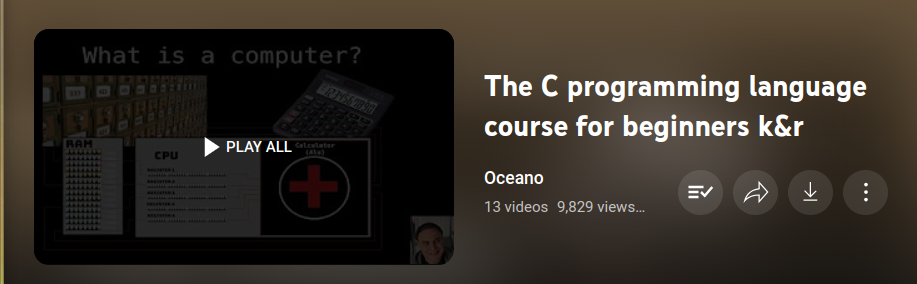 What is a computer?
RAM
CPU
Calculator
(Alu)
PLAY ALL
The C programming language
course for beginners k&r
Oceano
13 videos 9,829 views...